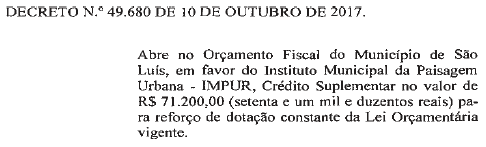 DECRETO N.º 49.680 DE 10 DE OUTUBRO DE 2017.
Abre no Orçamento Fiscal do Município de São
Luís, em favor do Instituto Municipal da Paisagem
Urbana - IMPUR, Crédito Suplementar no valor de
R$ 71.200,00 (setenta e um mil e duzentos reais) pa-
ra reforço de dotação constante da Lei Orçamentária
vigente.